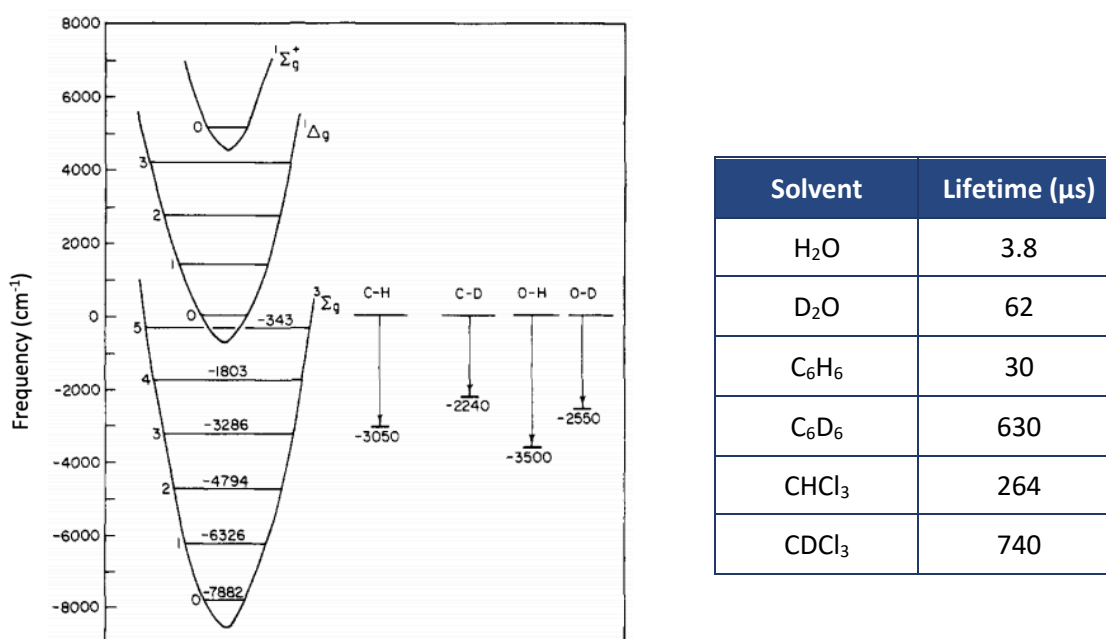 8000
6000
4000
2000
0
-2000
-4000
-6000
-8000
Frequency (cm⁻¹)
¹Σg⁺
0
¹Δg
3
2
1
0
³Σg
5
-343
4
-1803
3
-3286
2
-4794
1
-6326
0
-7882
C-H
C-D
O-H
O-D
-3050
-2240
-3500
-2550
Solvent Lifetime (µs)
H₂O 3.8
D₂O 62
C₆H₆ 30
C₆D₆ 630
CHCl₃ 264
CDCl₃ 740